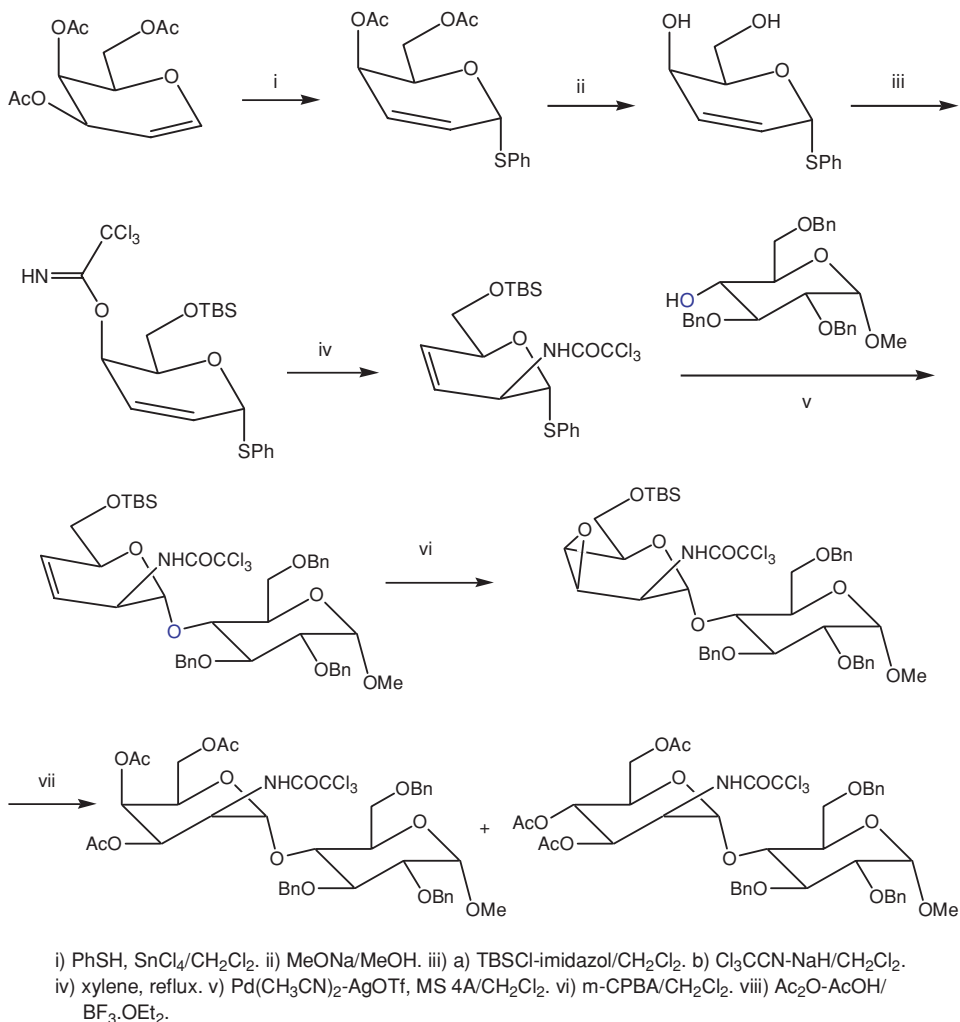 OAc
OAc
AcO
O
i
OAc
OAc
O
SPh
ii
OH
OH
O
SPh
iii
CCl3
HN
O
OTBS
O
SPh
iv
OTBS
O
NHCOCCl3
SPh
OBn
O
HO
BnO
OBn
OMe
v
OTBS
O
NHCOCCl3
OBn
O
O
BnO
OBn
OMe
vi
OTBS
O
O
NHCOCCl3
OBn
O
O
BnO
OBn
OMe
vii
OAc
OAc
O
NHCOCCl3
AcO
OBn
O
O
BnO
OBn
OMe
+
OAc
O
NHCOCCl3
AcO
AcO
OBn
O
O
BnO
OBn
OMe
i) PhSH, SnCl4/CH2Cl2. ii) MeONa/MeOH. iii) a) TBSCl-imidazol/CH2Cl2. b) Cl3CCN-NaH/CH2Cl2.
iv) xylene, reflux. v) Pd(CH3CN)2-AgOTf, MS 4A/CH2Cl2. vi) m-CPBA/CH2Cl2. viii) Ac2O-AcOH/
BF3.OEt2.